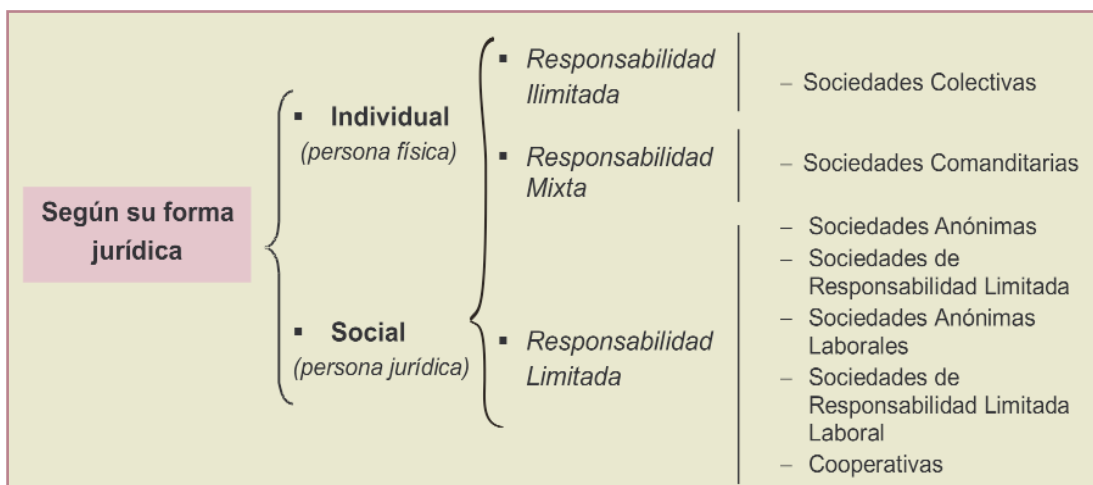 Según su forma
jurídica
▪ Individual
(persona física)
▪ Social
(persona jurídica)
▪ Responsabilidad
Ilimitada
▪ Responsabilidad
Mixta
▪ Responsabilidad
Limitada
– Sociedades Colectivas
– Sociedades Comanditarias
– Sociedades Anónimas
– Sociedades de
Responsabilidad Limitada
– Sociedades Anónimas
Laborales
– Sociedades de
Responsabilidad Limitada
Laboral
– Cooperativas